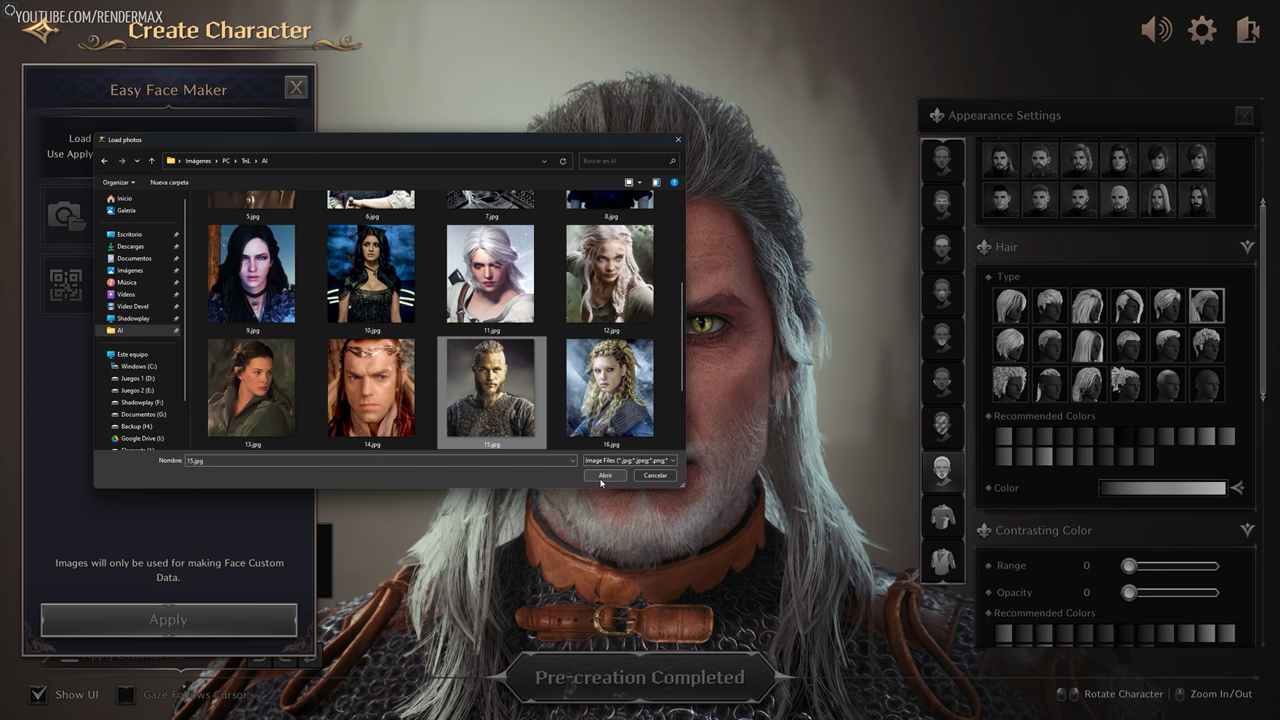 YOUTUBE.COM/RENDERMAX
Create Character
Easy Face Maker
X
Load
Use Apply
Load photos
Imágenes > PC > TnL > AI
Buscar en AI
Organizar
Nueva carpeta
Inicio
Galería
Escritorio
Descargas
Documentos
Imágenes
Música
Vídeos
Video Devel
Shadowplay
AI
Este equipo
Windows (C:)
Juegos 1 (D:)
Juegos 2 (E:)
Shadowplay (F:)
Documentos (G:)
Backup (H:)
Google Drive (I:)
5.jpg
6.jpg
7.jpg
8.jpg
9.jpg
10.jpg
11.jpg
12.jpg
13.jpg
14.jpg
15.jpg
16.jpg
Nombre: 15.jpg
Image Files (*.jpg;*.jpeg;*.png;*
Abrir
Cancelar
Images will only be used for making Face Custom
Data.
Apply
Show UI
Gaze Follows Cursor
Pre-creation Completed
Appearance Settings
Hair
Type
Recommended Colors
Color
Contrasting Color
Range 0
Opacity 0
Recommended Colors
Rotate Character
Zoom In/Out